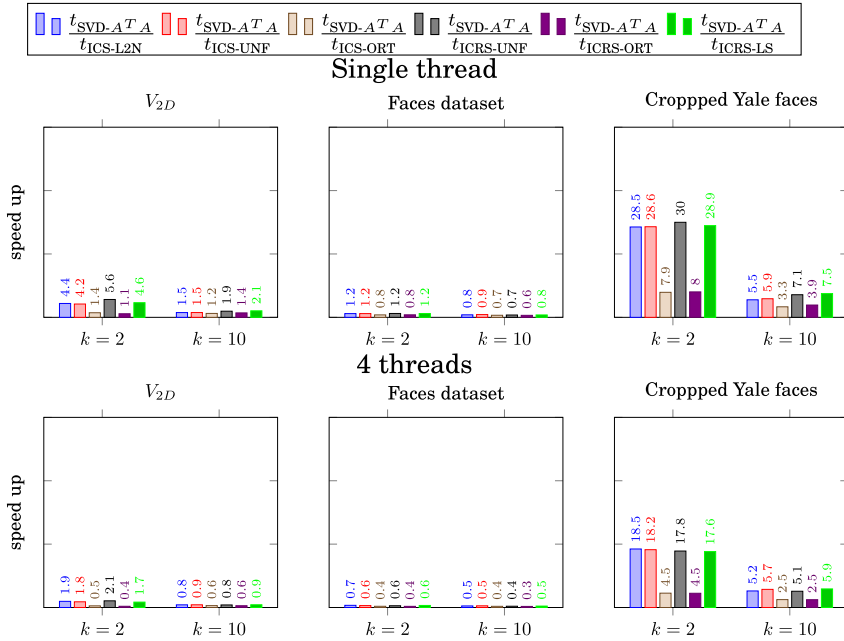 t_SVD-A^T A / t_ICS-L2N t_SVD-A^T A / t_ICS-UNF t_SVD-A^T A / t_ICS-ORT t_SVD-A^T A / t_ICRS-UNF t_SVD-A^T A / t_ICRS-ORT t_SVD-A^T A / t_ICRS-LS
Single thread
V_2D Faces dataset Croppped Yale faces
speed up
4.4 4.2 1.4 5.6 1.1 4.6 1.5 1.5 1.2 1.9 1.4 2.1
1.2 1.2 0.8 1.2 0.8 1.2 0.8 0.9 0.7 0.7 0.6 0.8
28.5 28.6 7.9 30 8 28.9 5.5 5.9 3.3 7.1 3.9 7.5
k = 2 k = 10 k = 2 k = 10 k = 2 k = 10
4 threads
V_2D Faces dataset Croppped Yale faces
speed up
1.9 1.8 0.5 2.1 0.4 1.7 0.8 0.9 0.6 0.8 0.6 0.9
0.7 0.6 0.4 0.6 0.4 0.6 0.5 0.5 0.4 0.4 0.3 0.5
18.5 18.2 4.5 17.8 4.5 17.6 5.2 5.7 2.5 5.1 2.5 5.9
k = 2 k = 10 k = 2 k = 10 k = 2 k = 10